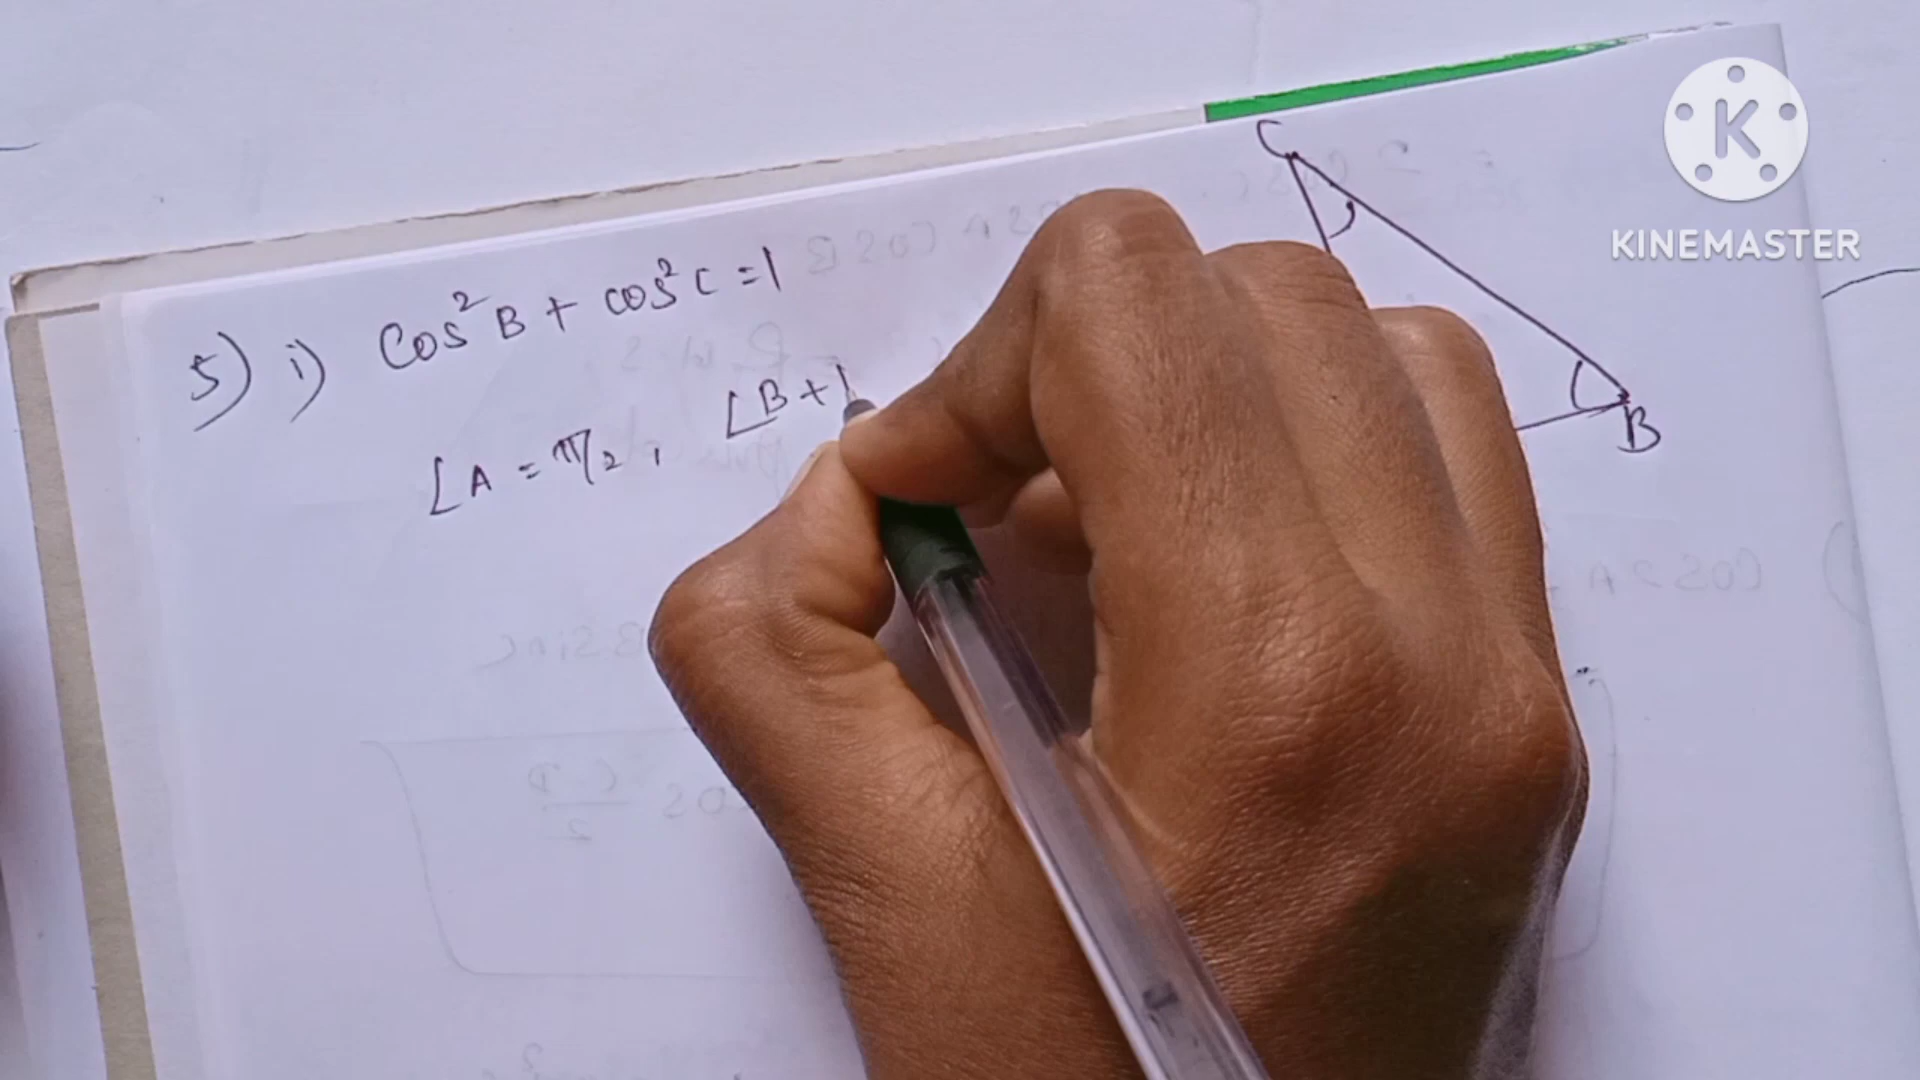 5) i) Cos²B + cos²C = 1
∠A = π/2, ∠B +
C
B
K
KINEMASTER